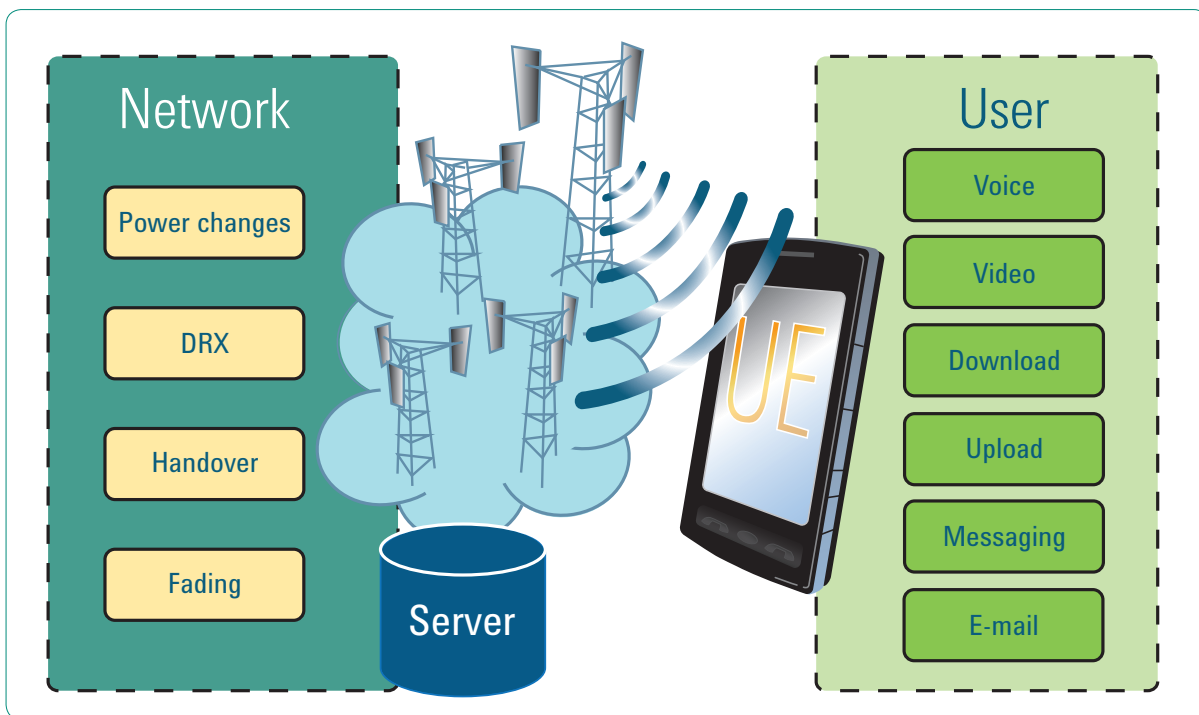 Network
Power changes
DRX
Handover
Fading
Server
UE
User
Voice
Video
Download
Upload
Messaging
E-mail